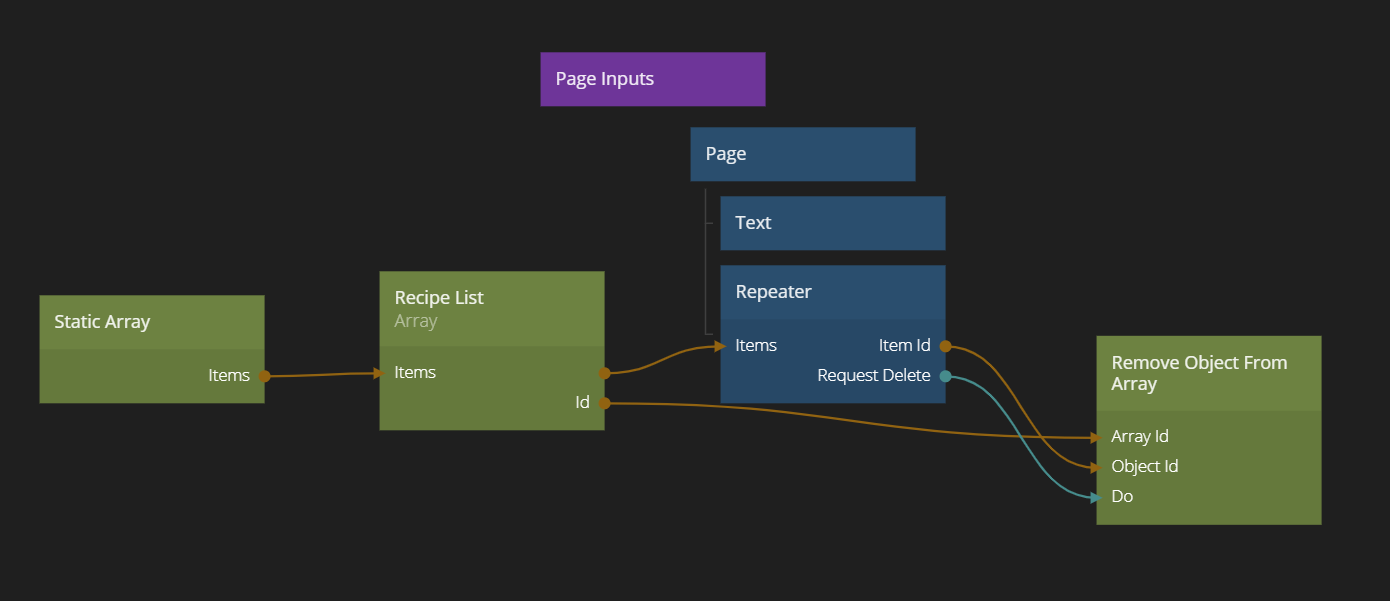 Page Inputs
Page
Text
Static Array
Items
Recipe List
Array
Items
Id
Repeater
Items
Item Id
Request Delete
Remove Object From
Array
Array Id
Object Id
Do